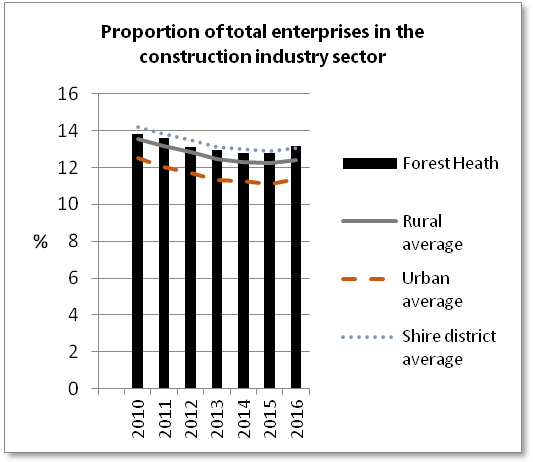 Proportion of total enterprises in the
construction industry sector
16
14
12
10
8
6
4
2
0
%
2010
2011
2012
2013
2014
2015
2016
Forest Heath
Rural
average
Urban
average
Shire district
average